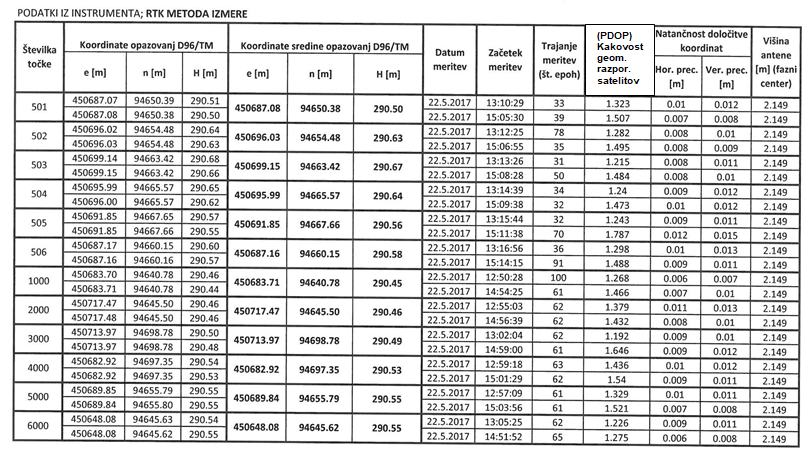 PODATKI IZ INSTRUMENTA; RTK METODA IZMERE
Številka točke | Koordinate opazovanj D96/TM | Koordinate sredine opazovanj D96/TM | Datum meritev | Začetek meritev | Trajanje meritev (št. epoh) | (PDOP) Kakovost geom. razpor. satelitov | Natančnost določitve koordinat | Višina antene [m] (fazni center)
e [m] | n [m] | H [m] | e [m] | n [m] | H [m] | Hor. prec. [m] | Ver. prec. [m]
501 | 450687.07 | 94650.39 | 290.51 | 450687.08 | 94650.38 | 290.50 | 22.5.2017 | 13:10:29 | 33 | 1.323 | 0.01 | 0.012 | 2.149
450687.08 | 94650.38 | 290.50 | 22.5.2017 | 15:05:30 | 39 | 1.507 | 0.007 | 0.008 | 2.149
502 | 450696.02 | 94654.48 | 290.64 | 450696.03 | 94654.48 | 290.63 | 22.5.2017 | 13:12:25 | 78 | 1.282 | 0.008 | 0.01 | 2.149
450696.03 | 94654.48 | 290.63 | 22.5.2017 | 15:06:55 | 35 | 1.495 | 0.008 | 0.009 | 2.149
503 | 450699.14 | 94663.42 | 290.68 | 450699.15 | 94663.42 | 290.67 | 22.5.2017 | 13:13:26 | 31 | 1.215 | 0.008 | 0.011 | 2.149
450699.15 | 94663.42 | 290.66 | 22.5.2017 | 15:08:28 | 50 | 1.484 | 0.008 | 0.01 | 2.149
504 | 450695.99 | 94665.57 | 290.65 | 450695.99 | 94665.57 | 290.64 | 22.5.2017 | 13:14:39 | 34 | 1.24 | 0.009 | 0.012 | 2.149
450696.00 | 94665.57 | 290.62 | 22.5.2017 | 15:09:38 | 32 | 1.473 | 0.01 | 0.012 | 2.149
505 | 450691.85 | 94667.65 | 290.57 | 450691.85 | 94667.66 | 290.56 | 22.5.2017 | 13:15:44 | 32 | 1.243 | 0.009 | 0.011 | 2.149
450691.85 | 94667.66 | 290.55 | 22.5.2017 | 15:11:38 | 70 | 1.787 | 0.012 | 0.015 | 2.149
506 | 450687.17 | 94660.15 | 290.60 | 450687.16 | 94660.15 | 290.58 | 22.5.2017 | 13:16:56 | 36 | 1.298 | 0.01 | 0.013 | 2.149
450687.16 | 94660.16 | 290.57 | 22.5.2017 | 15:14:15 | 91 | 1.488 | 0.009 | 0.011 | 2.149
1000 | 450683.70 | 94640.78 | 290.46 | 450683.71 | 94640.78 | 290.45 | 22.5.2017 | 12:50:28 | 100 | 1.268 | 0.006 | 0.007 | 2.149
450683.71 | 94640.78 | 290.44 | 22.5.2017 | 14:54:25 | 61 | 1.466 | 0.007 | 0.01 | 2.149
2000 | 450717.47 | 94645.50 | 290.46 | 450717.47 | 94645.50 | 290.46 | 22.5.2017 | 12:55:03 | 62 | 1.379 | 0.011 | 0.013 | 2.149
450717.48 | 94645.50 | 290.46 | 22.5.2017 | 14:56:39 | 62 | 1.432 | 0.008 | 0.01 | 2.149
3000 | 450713.97 | 94698.78 | 290.50 | 450713.97 | 94698.78 | 290.49 | 22.5.2017 | 13:02:04 | 62 | 1.192 | 0.009 | 0.01 | 2.149
450713.97 | 94698.78 | 290.48 | 22.5.2017 | 14:59:00 | 61 | 1.646 | 0.009 | 0.012 | 2.149
4000 | 450682.92 | 94697.35 | 290.54 | 450682.92 | 94697.35 | 290.53 | 22.5.2017 | 12:59:18 | 63 | 1.436 | 0.01 | 0.012 | 2.149
450682.92 | 94697.35 | 290.53 | 22.5.2017 | 15:01:29 | 62 | 1.54 | 0.009 | 0.011 | 2.149
5000 | 450689.85 | 94655.79 | 290.55 | 450689.84 | 94655.79 | 290.55 | 22.5.2017 | 12:57:09 | 61 | 1.329 | 0.01 | 0.011 | 2.149
450689.84 | 94655.80 | 290.55 | 22.5.2017 | 15:03:56 | 61 | 1.521 | 0.007 | 0.008 | 2.149
6000 | 450648.08 | 94645.63 | 290.54 | 450648.08 | 94645.62 | 290.55 | 22.5.2017 | 13:05:25 | 62 | 1.226 | 0.009 | 0.011 | 2.149
450648.08 | 94645.62 | 290.55 | 22.5.2017 | 14:51:52 | 65 | 1.275 | 0.006 | 0.008 | 2.149